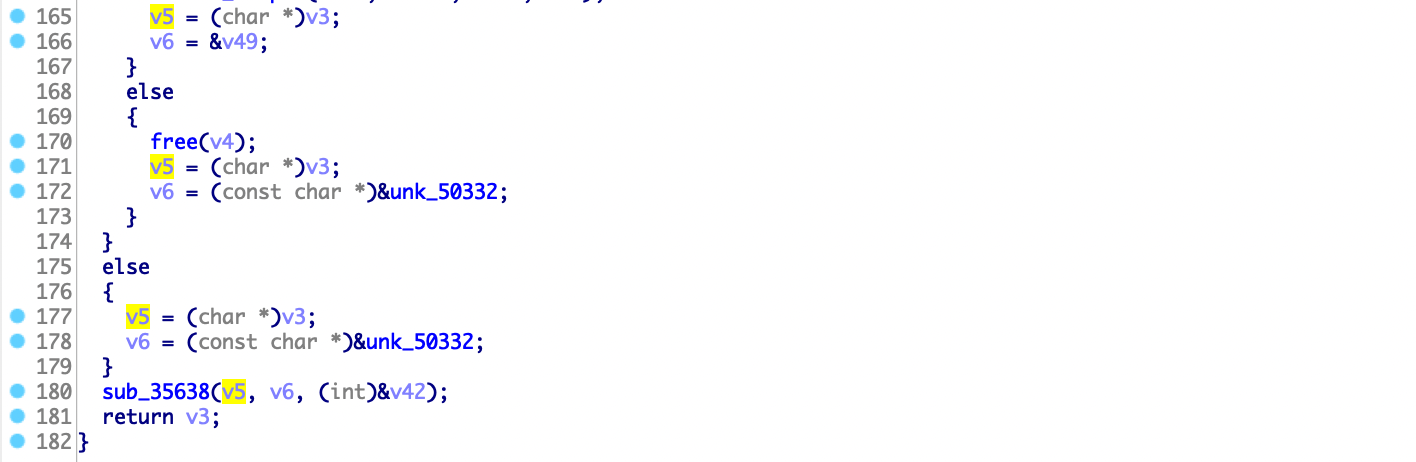 165 v5 = (char *)v3;
166 v6 = &v49;
167 }
168 else
169 {
170 free(v4);
171 v5 = (char *)v3;
172 v6 = (const char *)&unk_50332;
173 }
174 }
175 else
176 {
177 v5 = (char *)v3;
178 v6 = (const char *)&unk_50332;
179 }
180 sub_35638(v5, v6, (int)&v42);
181 return v3;
182 }